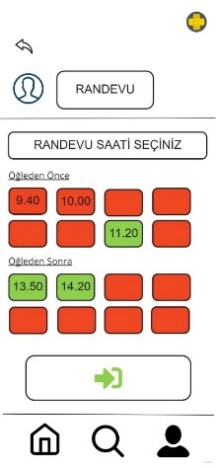 RANDEVU
RANDEVU SAATİ SEÇİNİZ
Öğleden Önce
9.40 10.00
11.20
Öğleden Sonra
13.50 14.20